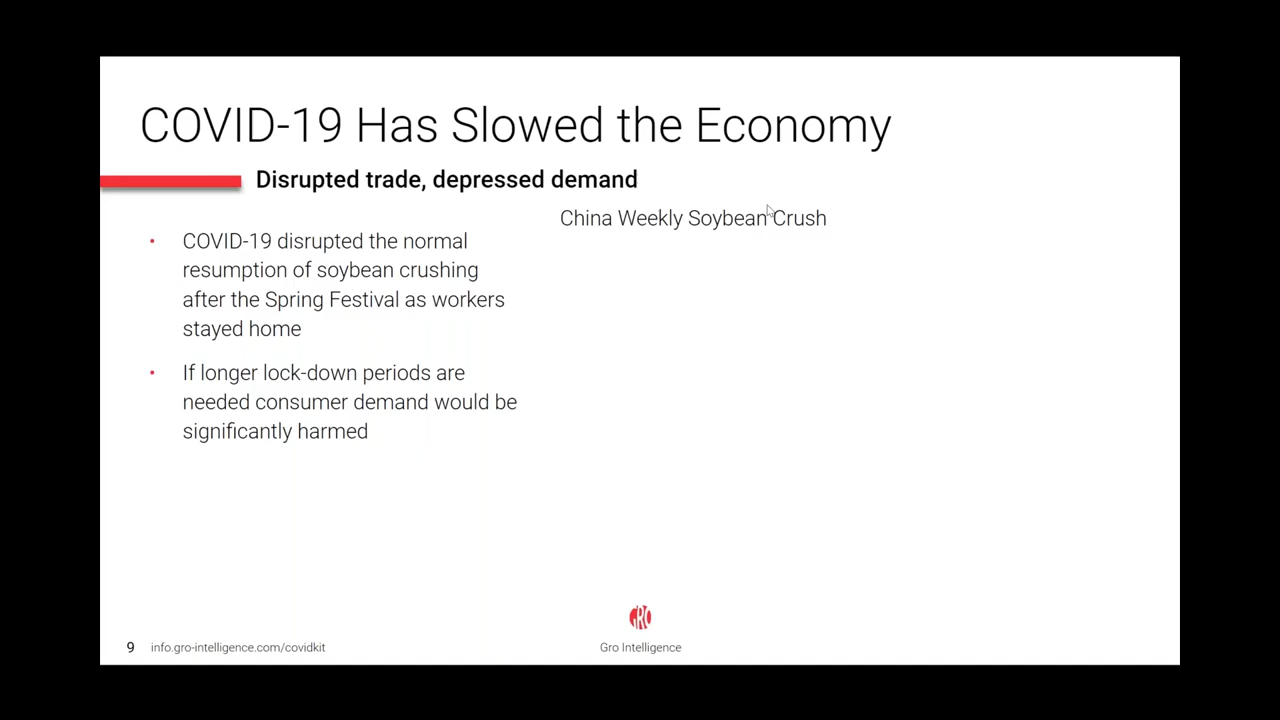 COVID-19 Has Slowed the Economy
Disrupted trade, depressed demand
China Weekly Soybean Crush
• COVID-19 disrupted the normal
resumption of soybean crushing
after the Spring Festival as workers
stayed home
• If longer lock-down periods are
needed consumer demand would be
significantly harmed
GRO
9 info.gro-intelligence.com/covidkit
Gro Intelligence